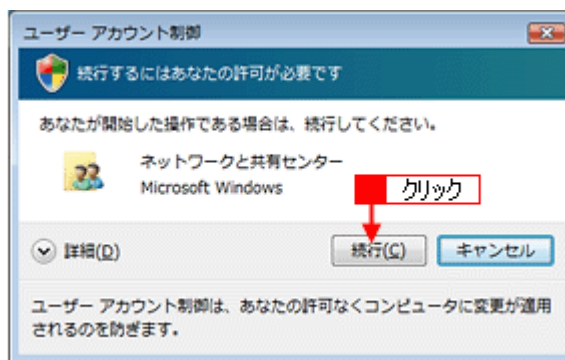 ユーザー アカウント制御
続行するにはあなたの許可が必要です
あなたが開始した操作である場合は、続行してください。
ネットワークと共有センター
Microsoft Windows
クリック
詳細(D)
続行(C)
キャンセル
ユーザー アカウント制御は、あなたの許可なくコンピュータに変更が適用
されるのを防ぎます。